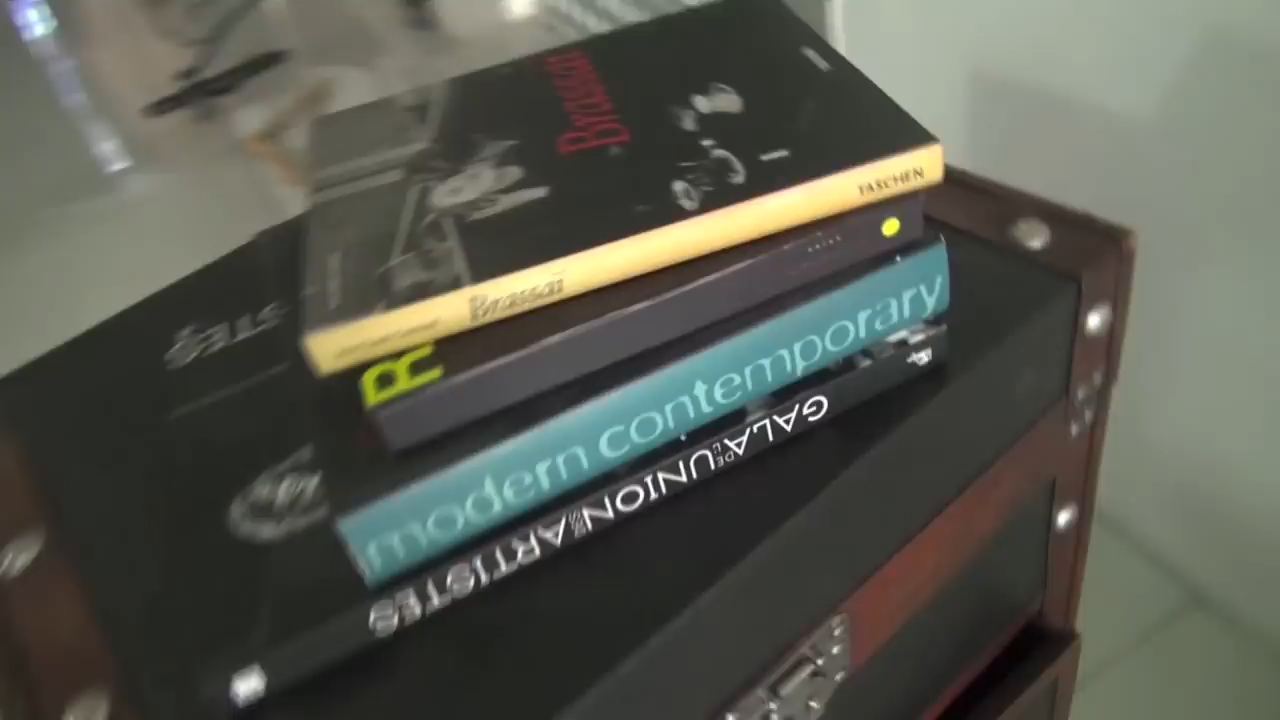 Brassaï
TASCHEN
Brassaï
R
modern contemporary
GALA DE L'UNION DES ARTISTES